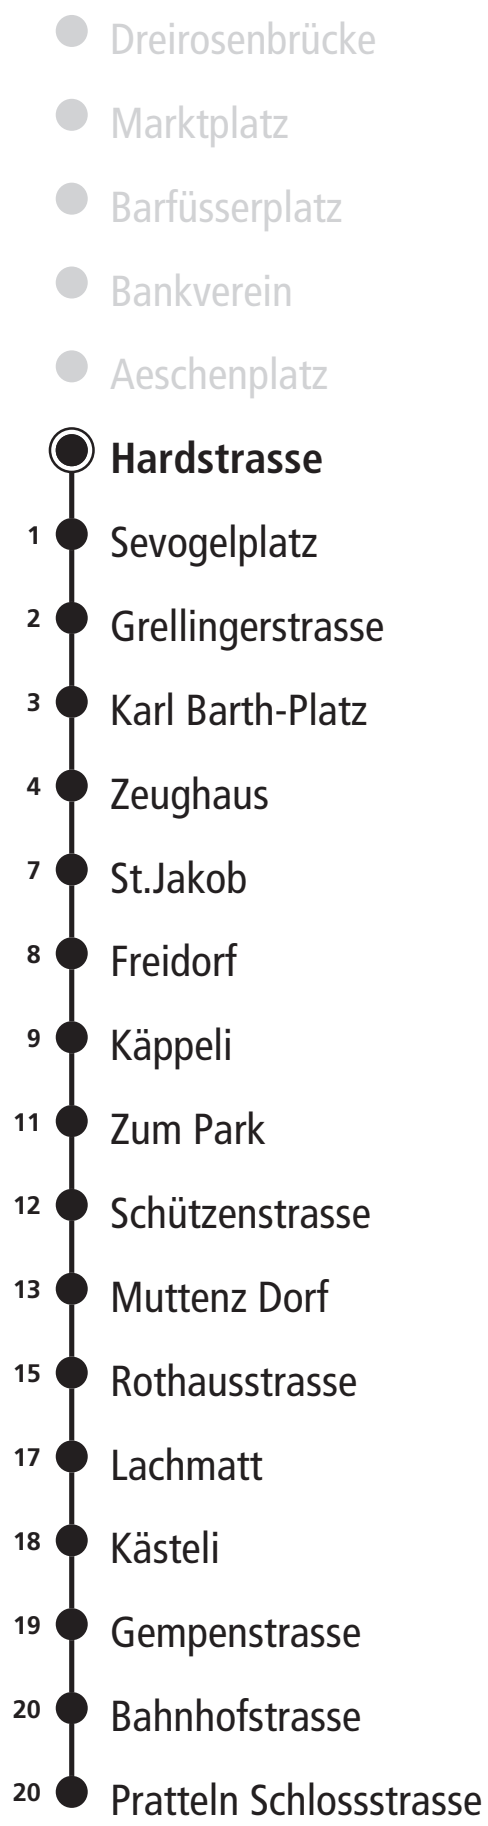 Dreirosenbrücke
Marktplatz
Barfüsserplatz
Bankverein
Aeschenplatz
Hardstrasse
1 Sevogelplatz
2 Grellingerstrasse
3 Karl Barth-Platz
4 Zeughaus
7 St.Jakob
8 Freidorf
9 Käppeli
11 Zum Park
12 Schützenstrasse
13 Muttenz Dorf
15 Rothausstrasse
17 Lachmatt
18 Kästeli
19 Gempenstrasse
20 Bahnhofstrasse
20 Pratteln Schlossstrasse